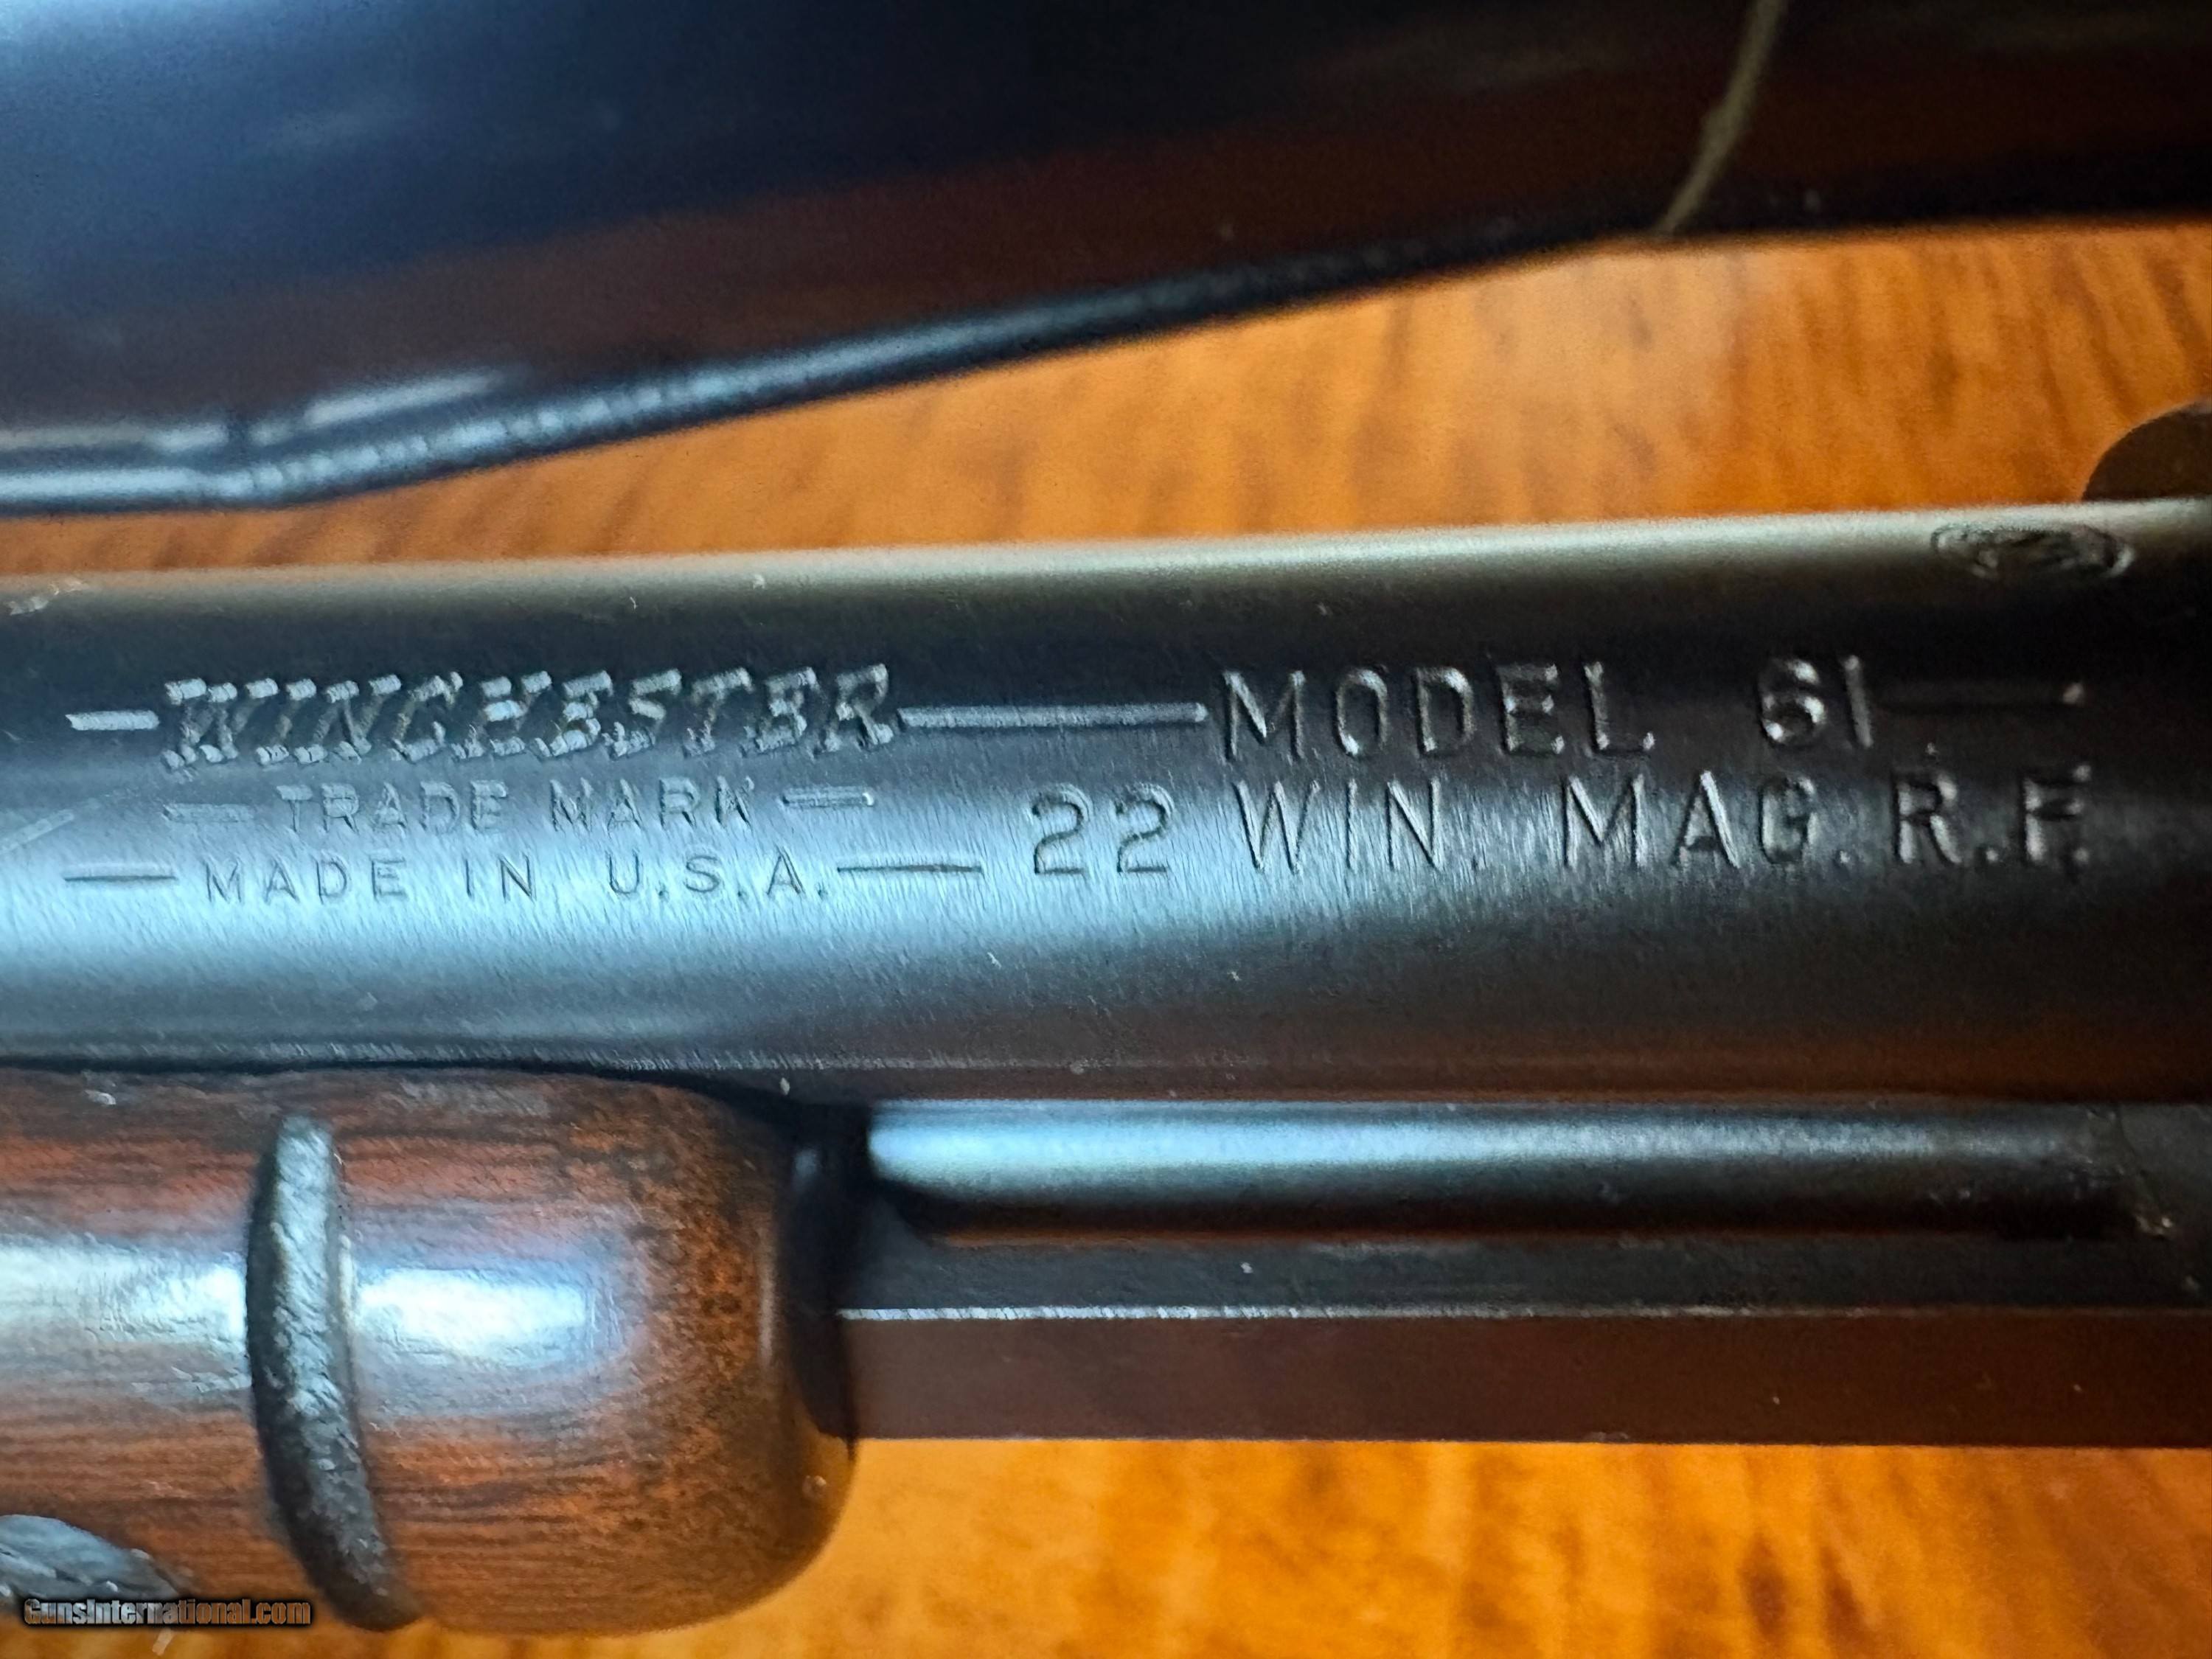 —WINCHESTER——MODEL 61—
—TRADE MARK—
—MADE IN U.S.A.— 22 WIN. MAG. R.F.
GunsInternational.com